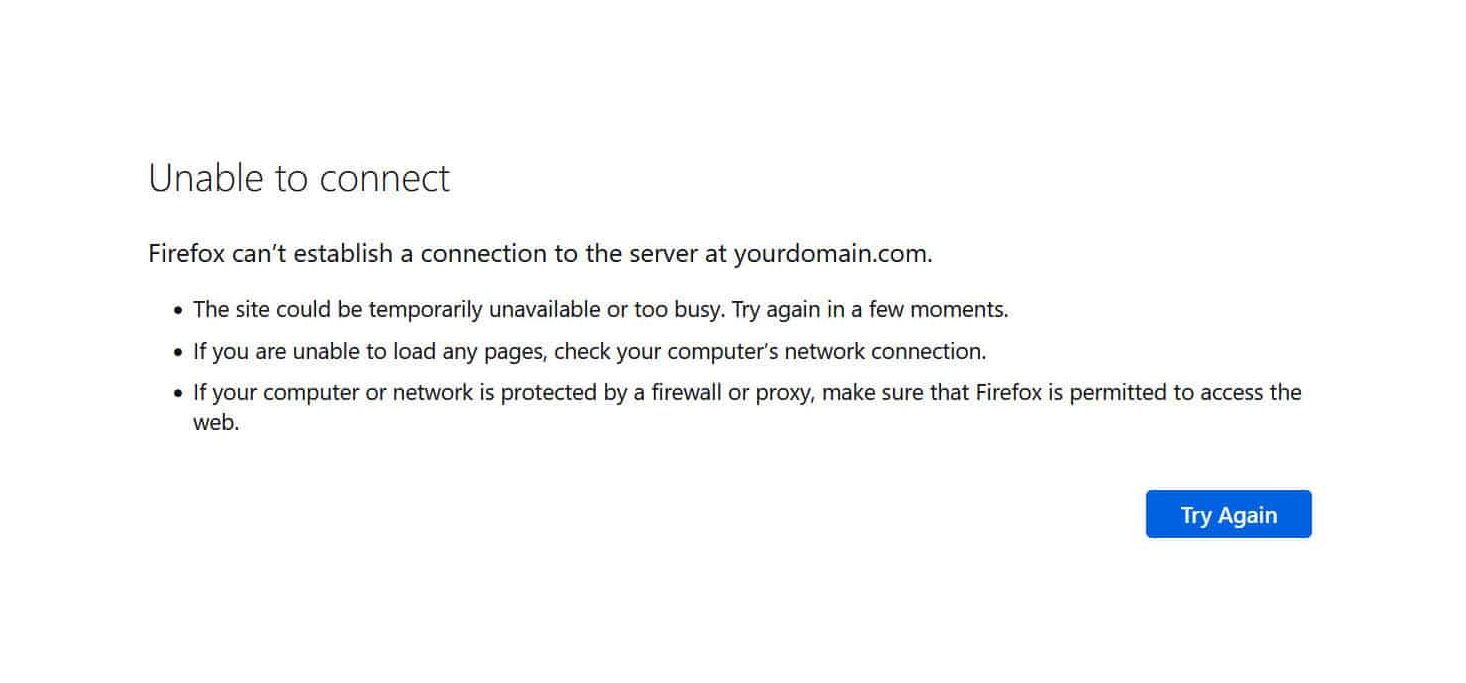 Unable to connect
Firefox can’t establish a connection to the server at yourdomain.com.
• The site could be temporarily unavailable or too busy. Try again in a few moments.
• If you are unable to load any pages, check your computer’s network connection.
• If your computer or network is protected by a firewall or proxy, make sure that Firefox is permitted to access the
web.
Try Again